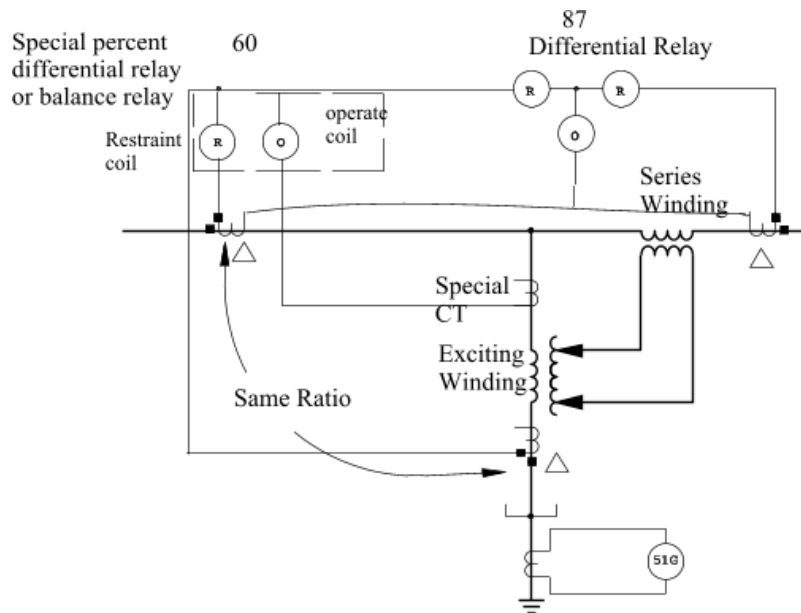 Special percent
differential relay
or balance relay
60
87
Differential Relay
R
R
operate
coil
Restraint
coil
R
O
O
Series
Winding
Special
CT
Exciting
Winding
Same Ratio
51G